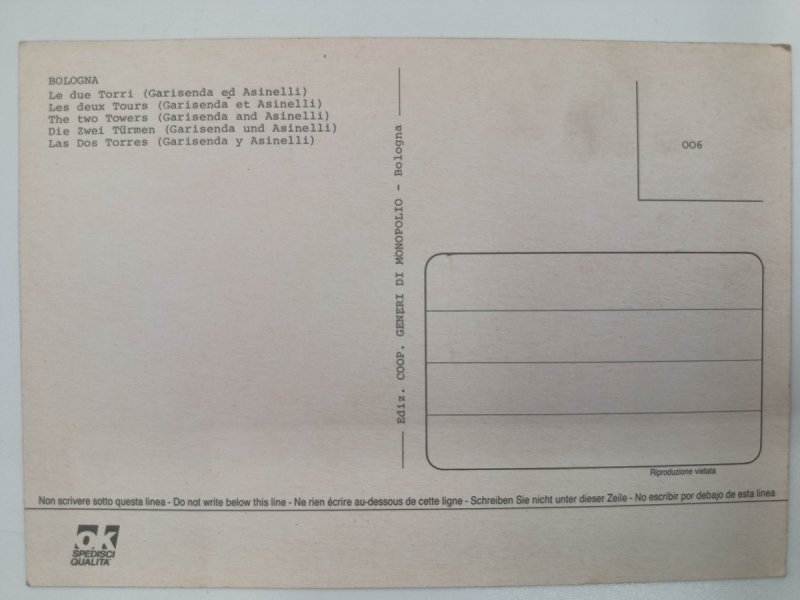 BOLOGNA
Le due Torri (Garisenda ed Asinelli)
Les deux Tours (Garisenda et Asinelli)
The two Towers (Garisenda and Asinelli)
Die Zwei Türmen (Garisenda und Asinelli)
Las Dos Torres (Garisenda y Asinelli)
Ediz. COOP. GENERI DI MONOPOLIO - Bologna
006
Riproduzione vietata
Non scrivere sotto questa linea - Do not write below this line - Ne rien écrire au-dessous de cette ligne - Schreiben Sie nicht unter dieser Zeile - No escribir por debajo de esta linea
ok
SPEDISCI
QUALITA'